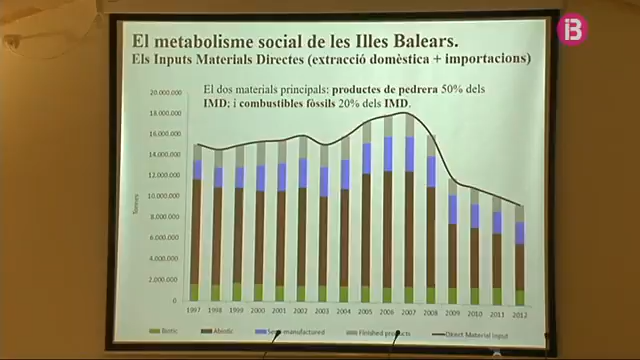 El metabolisme social de les Illes Balears.
Els Inputs Materials Directes (extracció domèstica + importacions)
El dos materials principals: productes de pedrera 50% dels
IMD; i combustibles fòssils 20% dels IMD.
20.000.000
18.000.000
16.000.000
14.000.000
12.000.000
10.000.000
8.000.000
6.000.000
4.000.000
2.000.000
0
Tonnes
1997 1998 1999 2000 2001 2002 2003 2004 2005 2006 2007 2008 2009 2010 2011 2012
Biotic Abiotic Semi-manufactured Finished products Direct Material Input